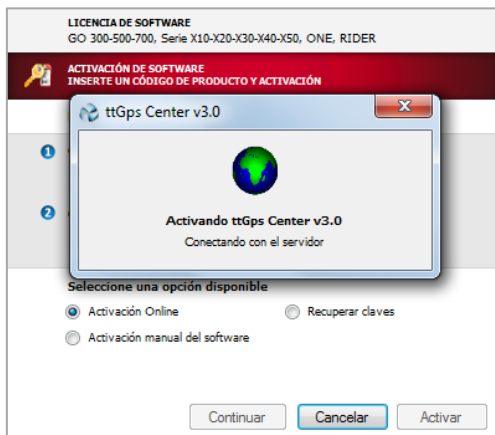 LICENCIA DE SOFTWARE
GO 300-500-700, Serie X10-X20-X30-X40-X50, ONE, RIDER
ACTIVACIÓN DE SOFTWARE
INSERTE UN CÓDIGO DE PRODUCTO Y ACTIVACIÓN
ttGps Center v3.0
1
2
Activando ttGps Center v3.0
Conectando con el servidor
Seleccione una opción disponible
Activación Online
Recuperar claves
Activación manual del software
Continuar
Cancelar
Activar